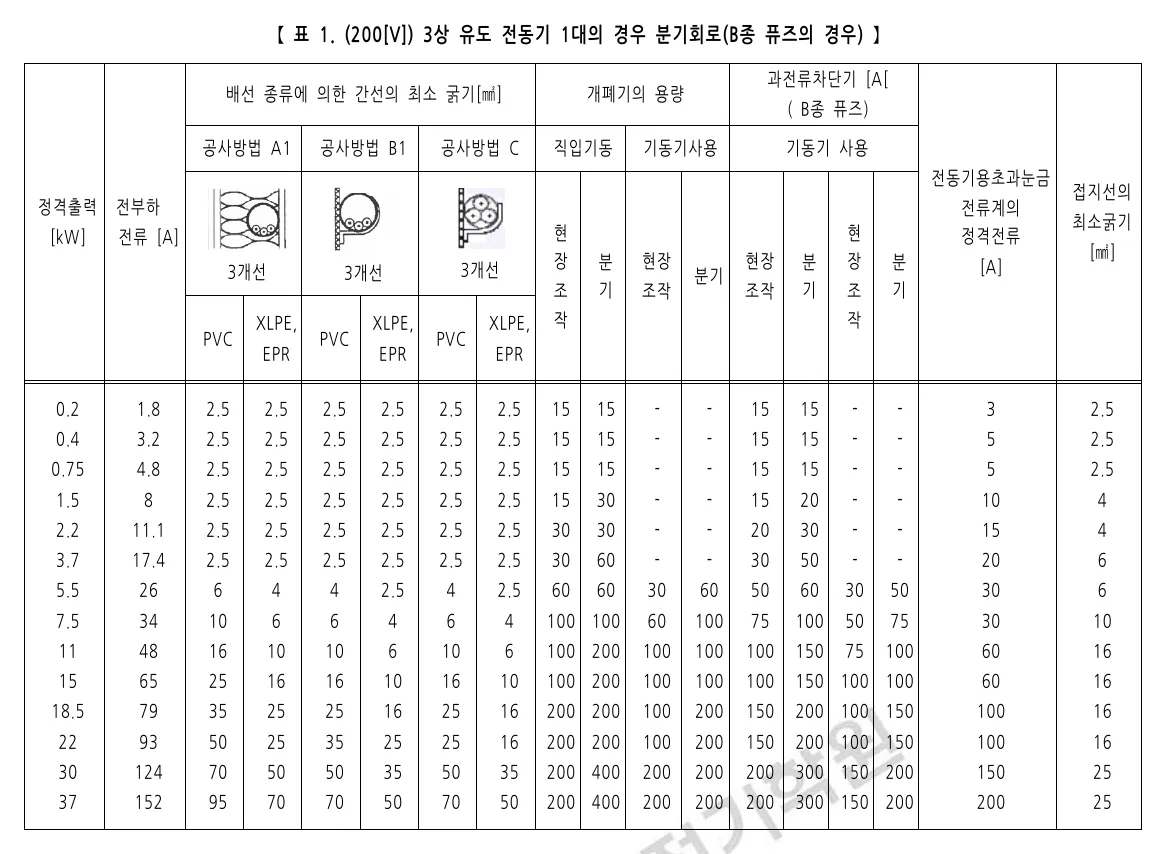 【 표 1. (200[V]) 3상 유도 전동기 1대의 경우 분기회로(B종 퓨즈의 경우) 】
정격출력 [kW]
전부하 전류 [A]
배선 종류에 의한 간선의 최소 굵기[㎟]
개폐기의 용량
과전류차단기 [A[
( B종 퓨즈)
전동기용초과눈금 전류계의 정격전류 [A]
접지선의 최소굵기 [㎟]
공사방법 A1 공사방법 B1 공사방법 C 직입기동 기동기사용 기동기 사용
3개선 3개선 3개선
현장조작 분기 현장조작 분기 현장조작 분기 현장조작 분기
PVC XLPE, EPR PVC XLPE, EPR PVC XLPE, EPR
0.2 1.8 2.5 2.5 2.5 2.5 2.5 2.5 15 15 - - 15 15 - - 3 2.5
0.4 3.2 2.5 2.5 2.5 2.5 2.5 2.5 15 15 - - 15 15 - - 5 2.5
0.75 4.8 2.5 2.5 2.5 2.5 2.5 2.5 15 15 - - 15 15 - - 5 2.5
1.5 8 2.5 2.5 2.5 2.5 2.5 2.5 15 30 - - 15 20 - - 10 4
2.2 11.1 2.5 2.5 2.5 2.5 2.5 2.5 30 30 - - 20 30 - - 15 4
3.7 17.4 2.5 2.5 2.5 2.5 2.5 2.5 30 60 - - 30 50 - - 20 6
5.5 26 6 4 4 2.5 4 2.5 60 60 30 60 50 60 30 50 30 6
7.5 34 10 6 6 4 6 4 100 100 60 100 75 100 50 75 30 10
11 48 16 10 10 6 10 6 100 200 100 100 100 150 75 100 60 16
15 65 25 16 16 10 16 10 100 200 100 100 100 150 100 100 60 16
18.5 79 35 25 25 16 25 16 200 200 100 200 150 200 100 150 100 16
22 93 50 25 35 25 25 16 200 200 100 200 150 200 100 150 100 16
30 124 70 50 50 35 50 35 200 400 200 200 200 300 150 200 150 25
37 152 95 70 70 50 70 50 200 400 200 200 200 300 150 200 200 25
전기학원